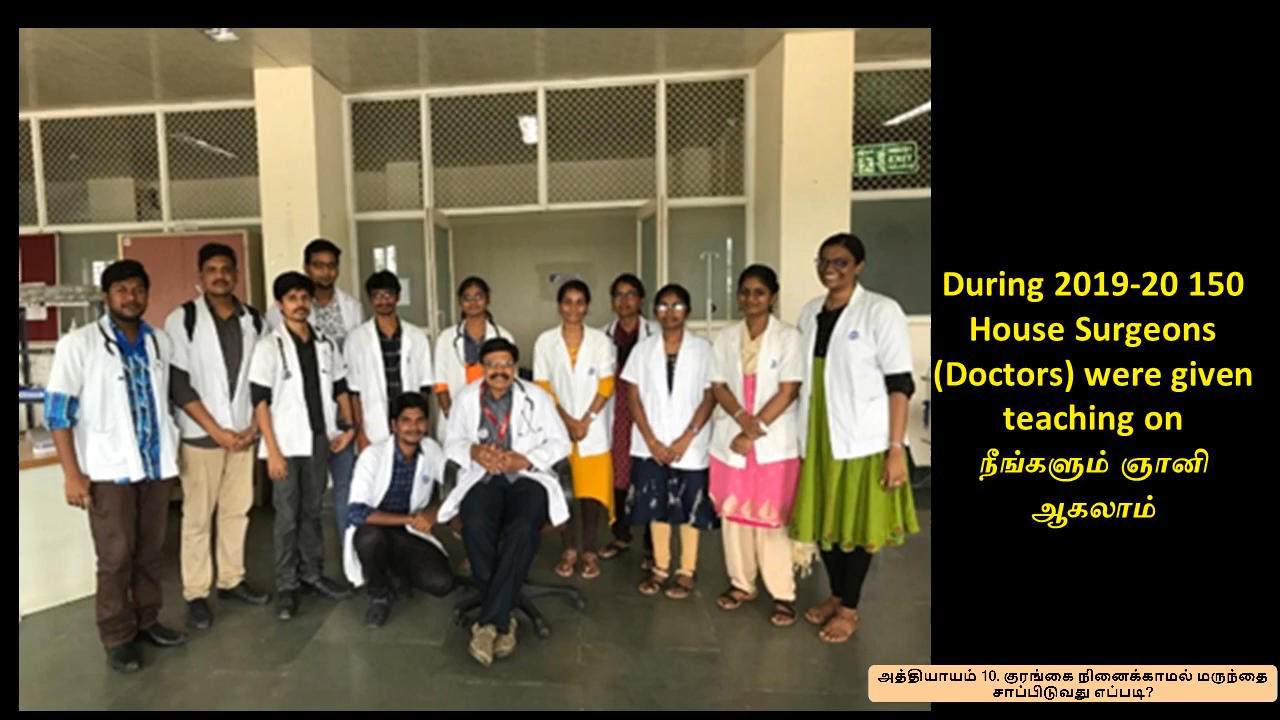 EXIT
During 2019-20 150
House Surgeons
(Doctors) were given
teaching on
நீங்களும் ஞானி
ஆகலாம்
அத்தியாயம் 10. குரங்கை நினைக்காமல் மருந்தை
சாப்பிடுவது எப்படி?